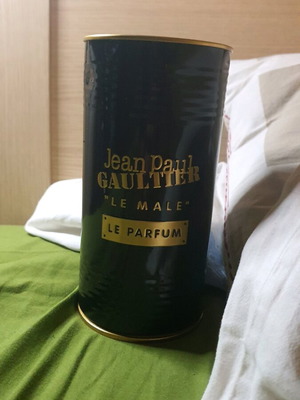 Jean Paul
GAULTIER
"LE MALE"
LE PARFUM